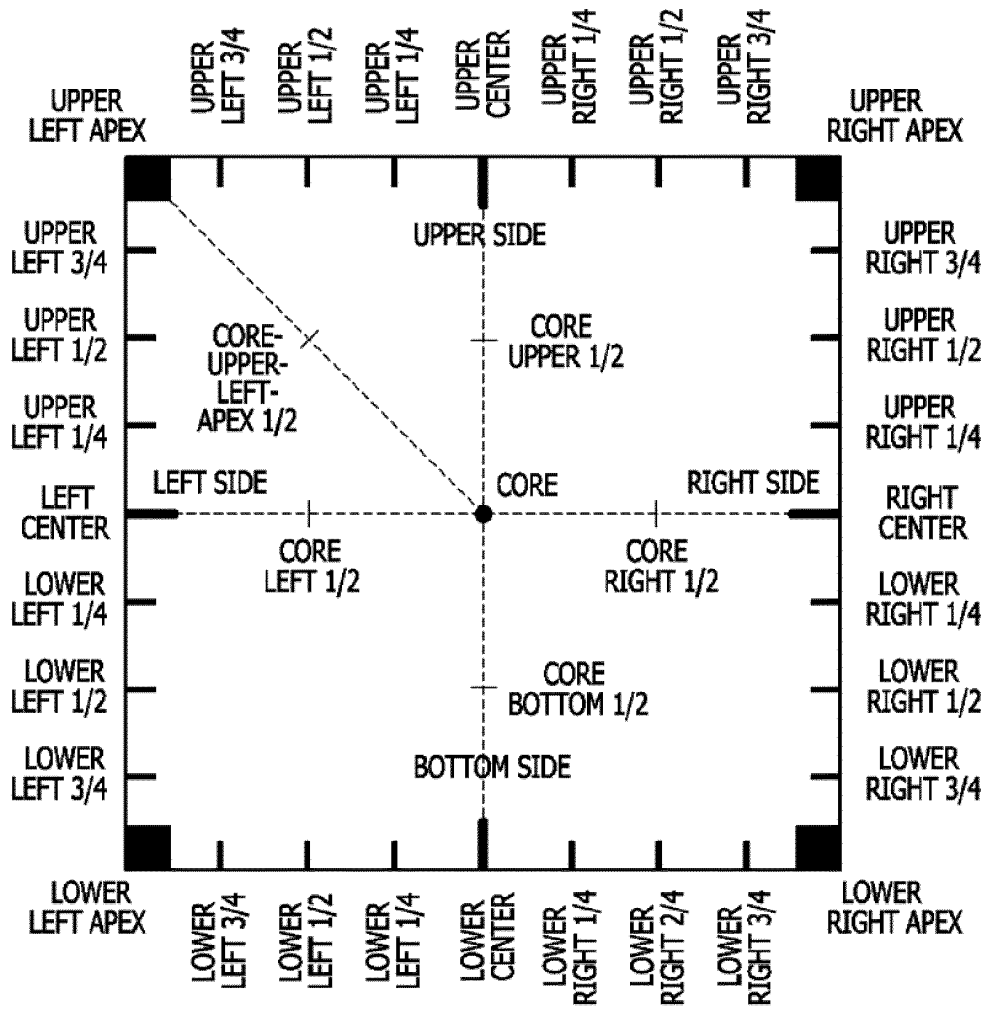 UPPER
LEFT 3/4
UPPER
LEFT 1/2
UPPER
LEFT 1/4
UPPER
CENTER
UPPER
RIGHT 1/4
UPPER
RIGHT 1/2
UPPER
RIGHT 3/4
UPPER
LEFT APEX
UPPER
RIGHT APEX
UPPER
LEFT 3/4
UPPER SIDE
UPPER
RIGHT 3/4
UPPER
LEFT 1/2
CORE-
UPPER-
LEFT-
APEX 1/2
CORE
UPPER 1/2
UPPER
RIGHT 1/2
UPPER
LEFT 1/4
UPPER
RIGHT 1/4
LEFT
CENTER
LEFT SIDE
CORE
RIGHT SIDE
RIGHT
CENTER
CORE
LEFT 1/2
CORE
RIGHT 1/2
LOWER
LEFT 1/4
LOWER
RIGHT 1/4
LOWER
LEFT 1/2
CORE
BOTTOM 1/2
LOWER
RIGHT 1/2
LOWER
LEFT 3/4
BOTTOM SIDE
LOWER
RIGHT 3/4
LOWER
LEFT APEX
LOWER
RIGHT APEX
LOWER
LEFT 3/4
LOWER
LEFT 1/2
LOWER
LEFT 1/4
LOWER
CENTER
LOWER
RIGHT 1/4
LOWER
RIGHT 2/4
LOWER
RIGHT 3/4